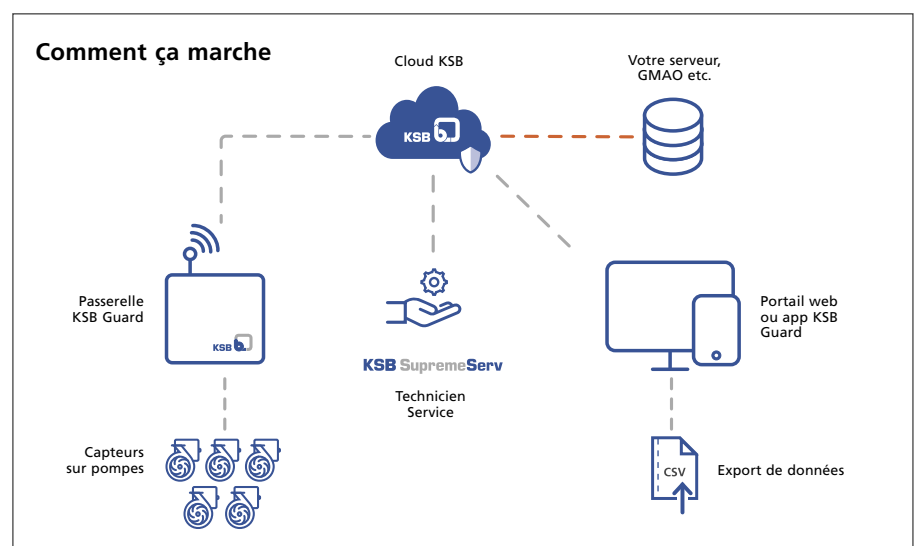 Comment ça marche
Cloud KSB
Votre serveur,
GMAO etc.
KSB
Passerelle
KSB Guard
KSB
Portail web
ou app KSB
Guard
KSB SupremeServ
Technicien
Service
Capteurs
sur pompes
CSV
Export de données